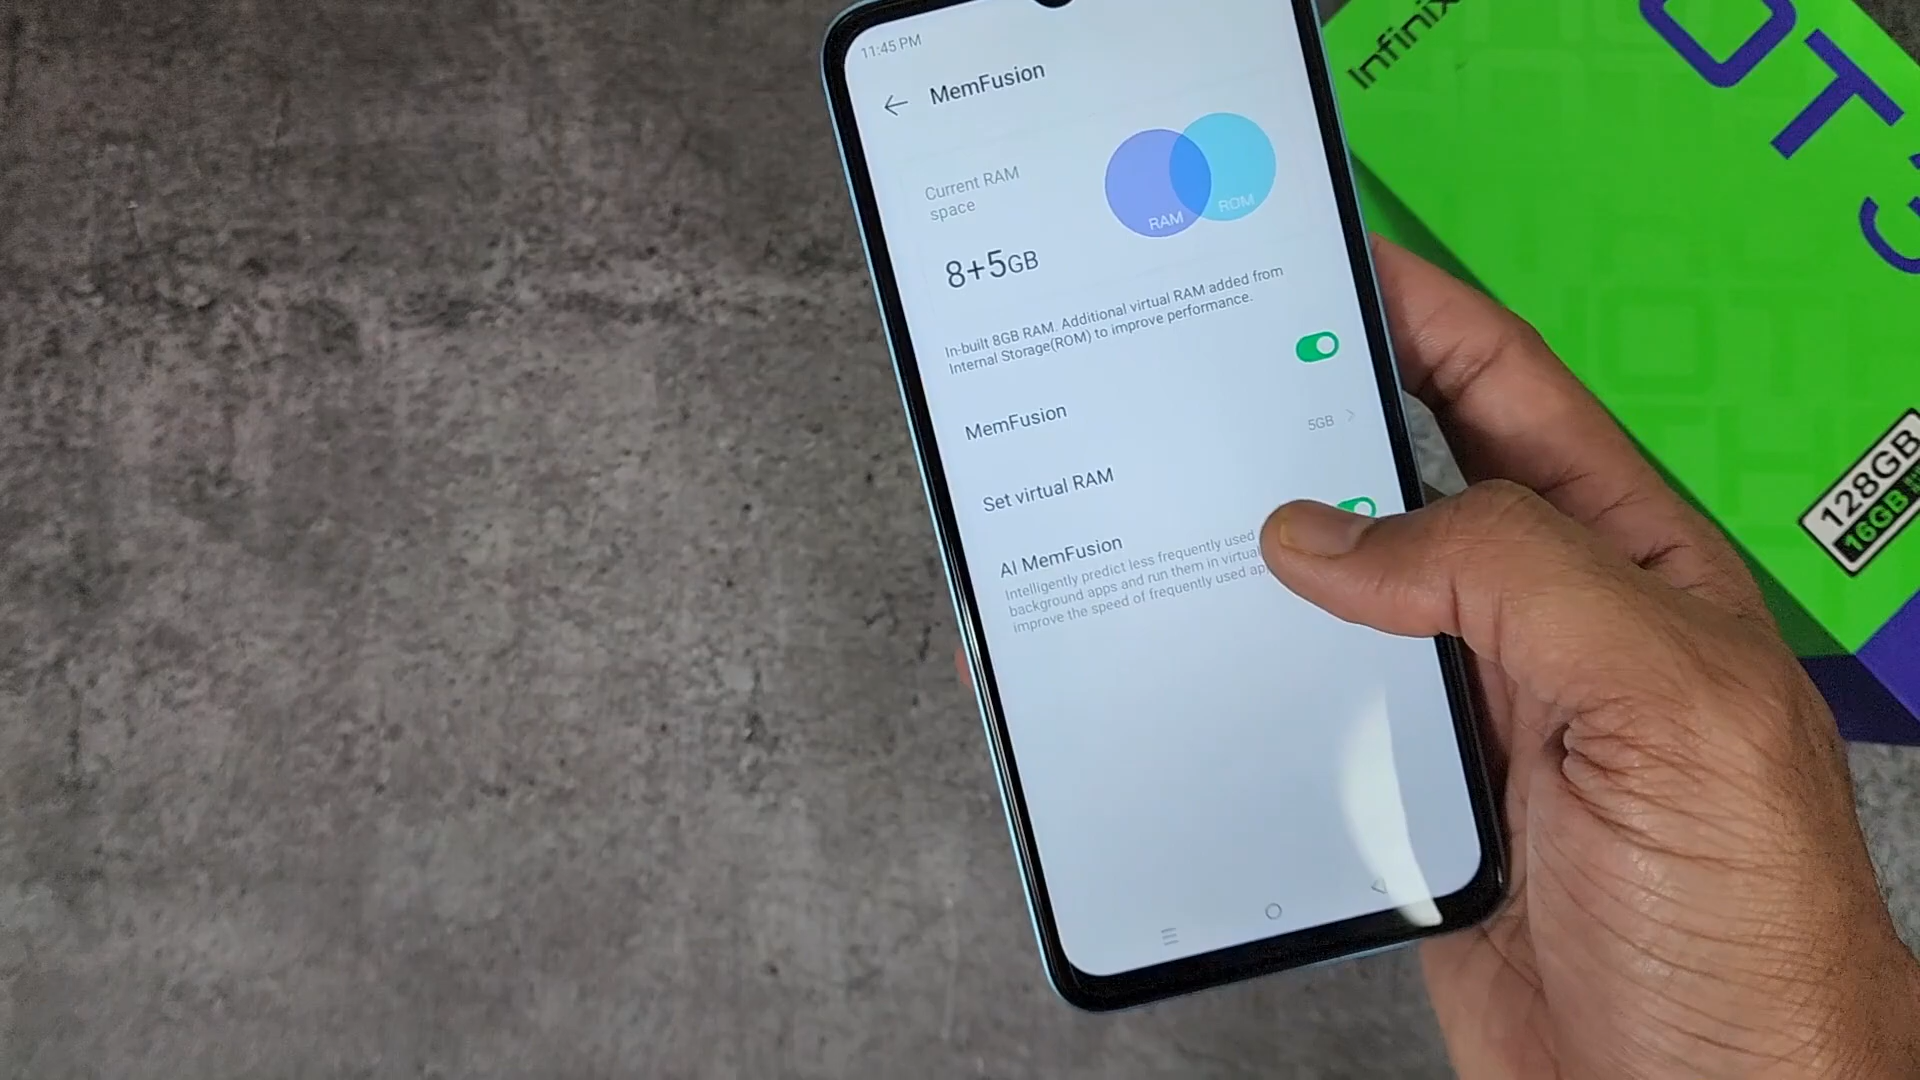 11:45 PM
MemFusion
Current RAM
space
RAM
ROM
8+5GB
In-built 8GB RAM. Additional virtual RAM added from
Internal Storage(ROM) to improve performance.
MemFusion
Set virtual RAM
5GB
AI MemFusion
Intelligently predict less frequently used
background apps and run them in virtual
improve the speed of frequently used
Infinix
OT 3
128GB
16GB